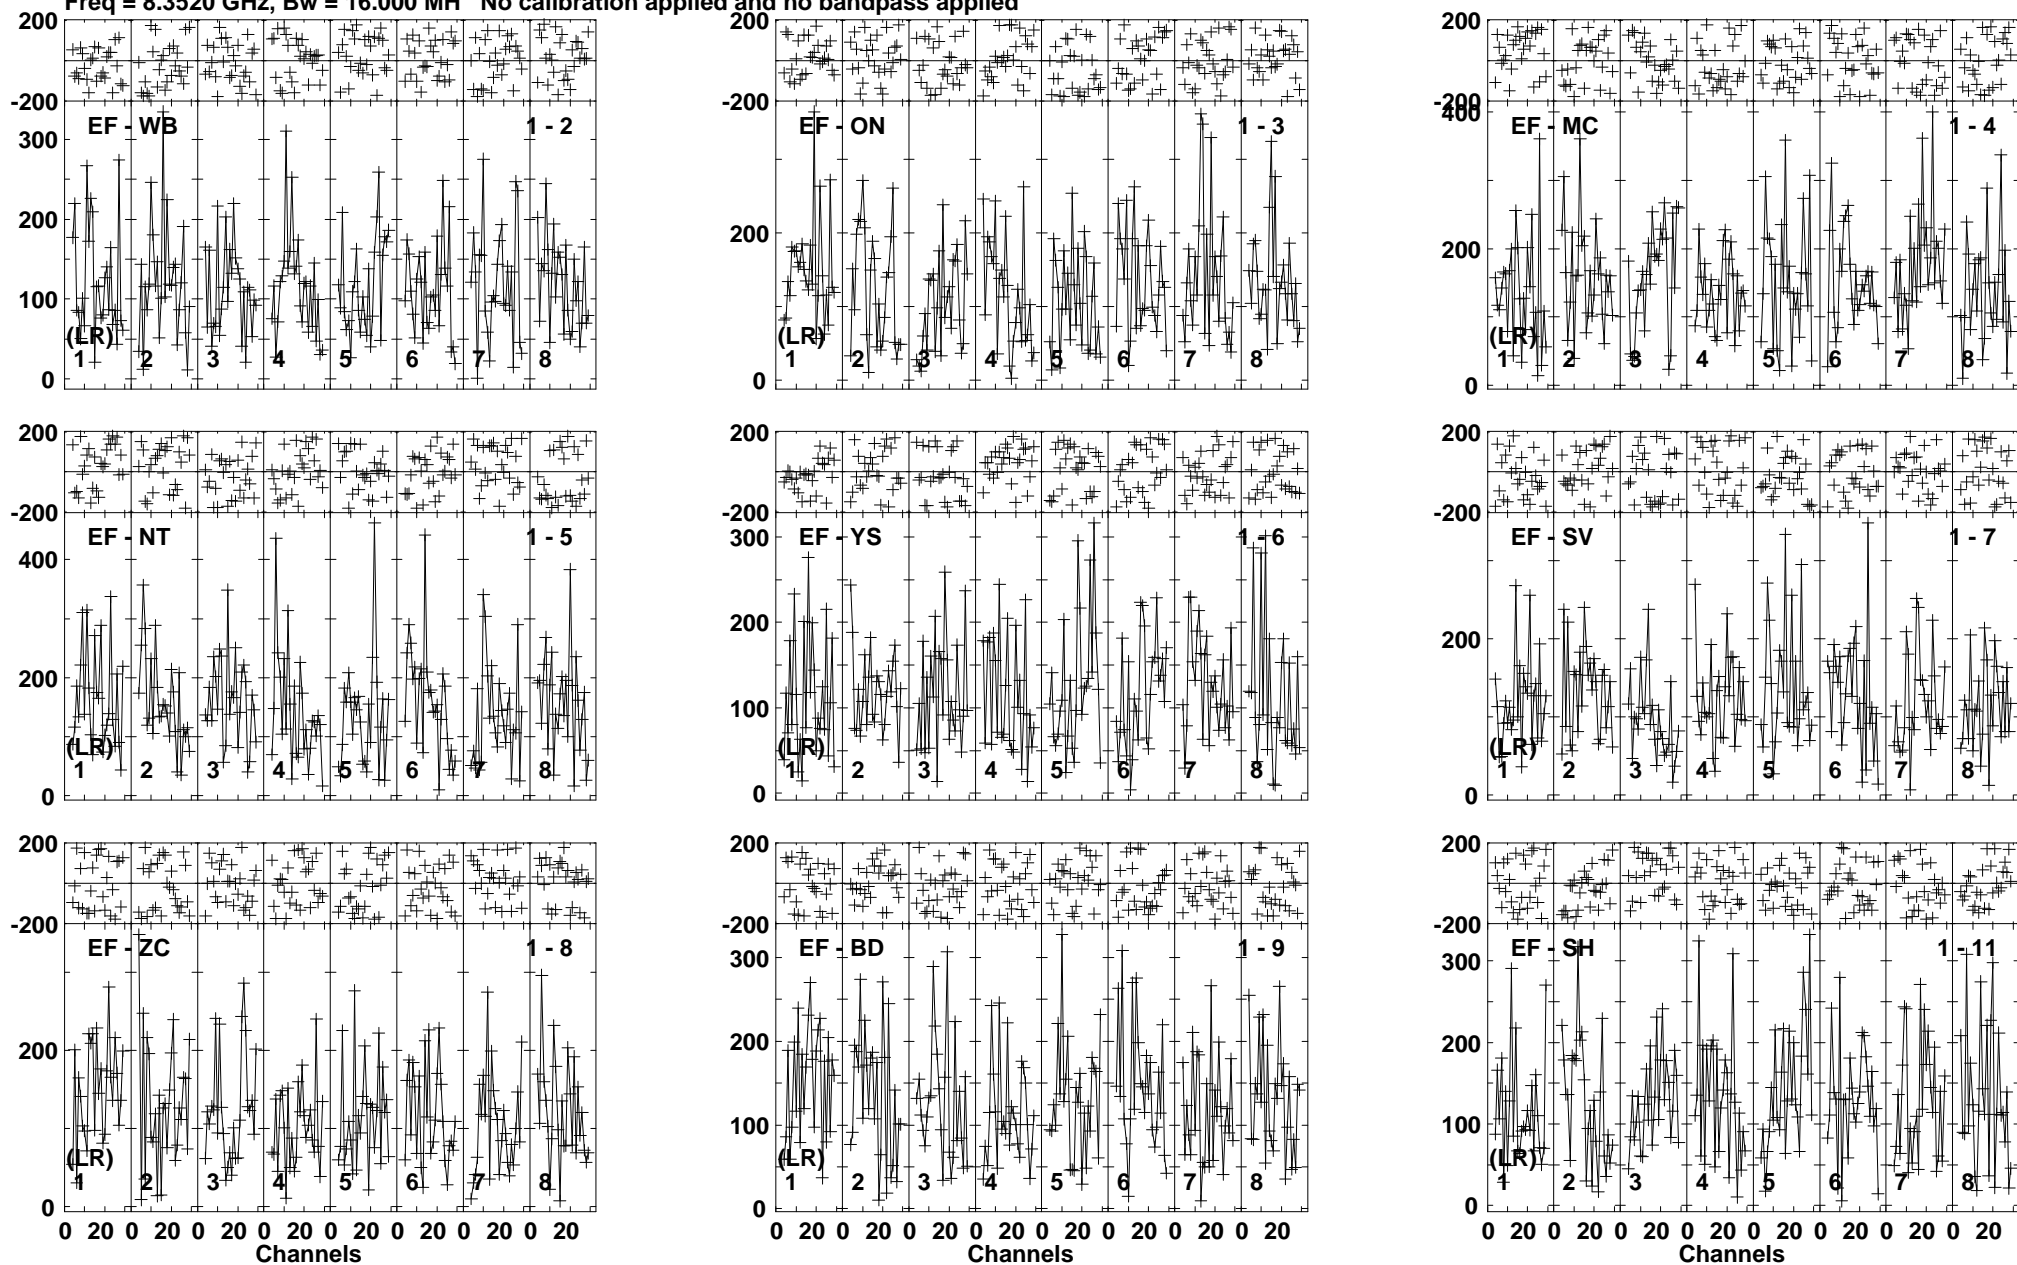 Freq = 8.3520 GHz, Bw = 16.000 MH No calibration applied and no bandpass applied
200
-200
EF - WB 1 - 2
300
200
100
0
(LR)
1 2 3 4 5 6 7 8
EF - ON 1 - 3
200
-200
200
0
(LR)
1 2 3 4 5 6 7 8
200
-200
EF - MC 1 - 4
400
200
0
(LR)
1 2 3 4 5 6 7 8
200
-200
EF - NT 1 - 5
400
200
0
(LR)
1 2 3 4 5 6 7 8
200
-200
EF - YS 1 - 6
300
200
100
0
(LR)
1 2 3 4 5 6 7 8
200
-200
EF - SV 1 - 7
200
0
(LR)
1 2 3 4 5 6 7 8
200
-200
EF - ZC 1 - 8
200
0
(LR)
1 2 3 4 5 6 7 8
0 20 0 20 0 20 0 20 0 20 0 20 0 20 0 20
Channels
200
-200
EF - BD 1 - 9
300
200
100
0
(LR)
1 2 3 4 5 6 7 8
0 20 0 20 0 20 0 20 0 20 0 20 0 20 0 20
Channels
200
-200
EF - SH 1 - 11
300
200
100
0
(LR)
1 2 3 4 5 6 7 8
0 20 0 20 0 20 0 20 0 20 0 20 0 20 0 20
Channels